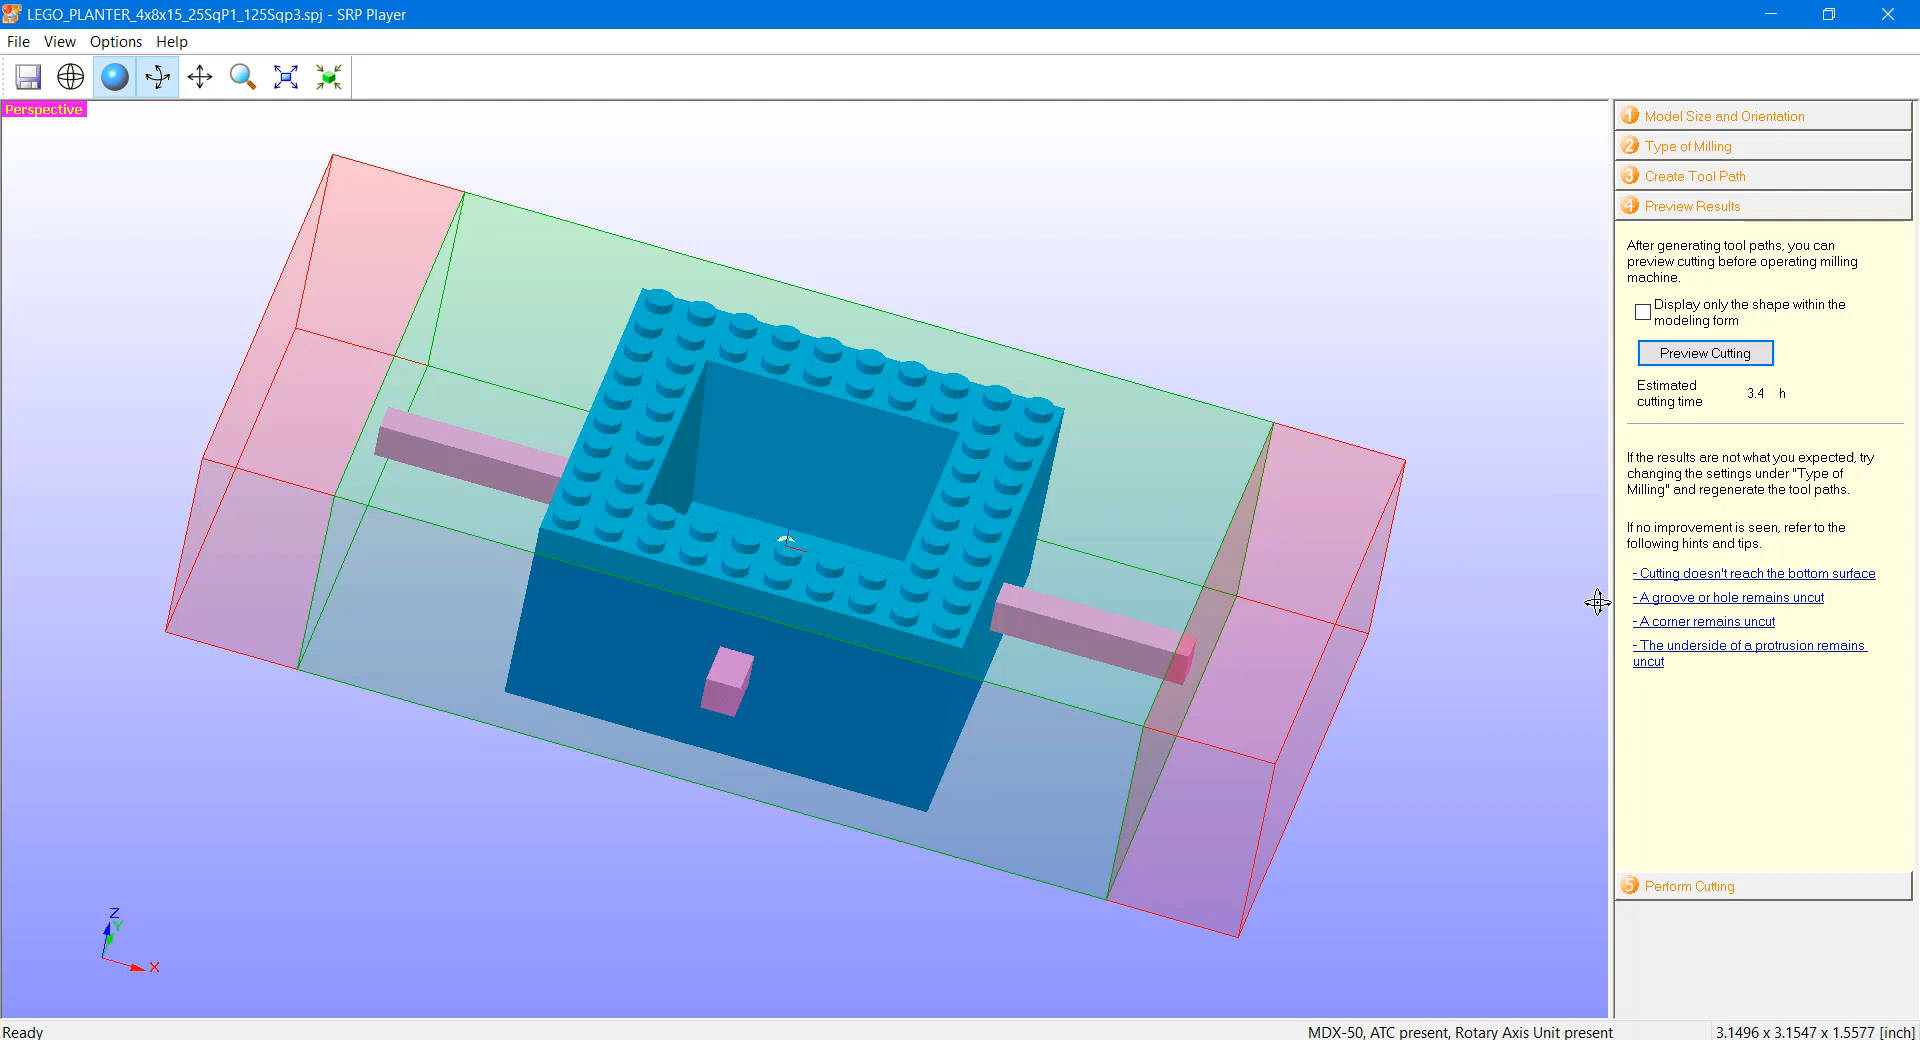 LEGO_PLANTER_4x8x15_25SqP1_125Sqp3.spj - SRP Player
File View Options Help
Perspective
1 Model Size and Orientation
2 Type of Milling
3 Create Tool Path
4 Preview Results
After generating tool paths, you can
preview cutting before operating milling
machine.
Display only the shape within the
modeling form
Preview Cutting
Estimated
cutting time 3.4 h
If the results are not what you expected, try
changing the settings under "Type of
Milling" and regenerate the tool paths.
If no improvement is seen, refer to the
following hints and tips.
- Cutting doesn't reach the bottom surface
- A groove or hole remains uncut
- A corner remains uncut
- The underside of a protrusion remains
uncut
5 Perform Cutting
Z
Y
X
Ready
MDX-50, ATC present, Rotary Axis Unit present
3.1496 x 3.1547 x 1.5577 [inch]